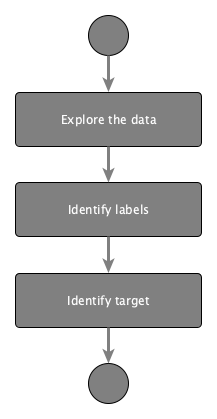 Explore the data
Identify labels
Identify target